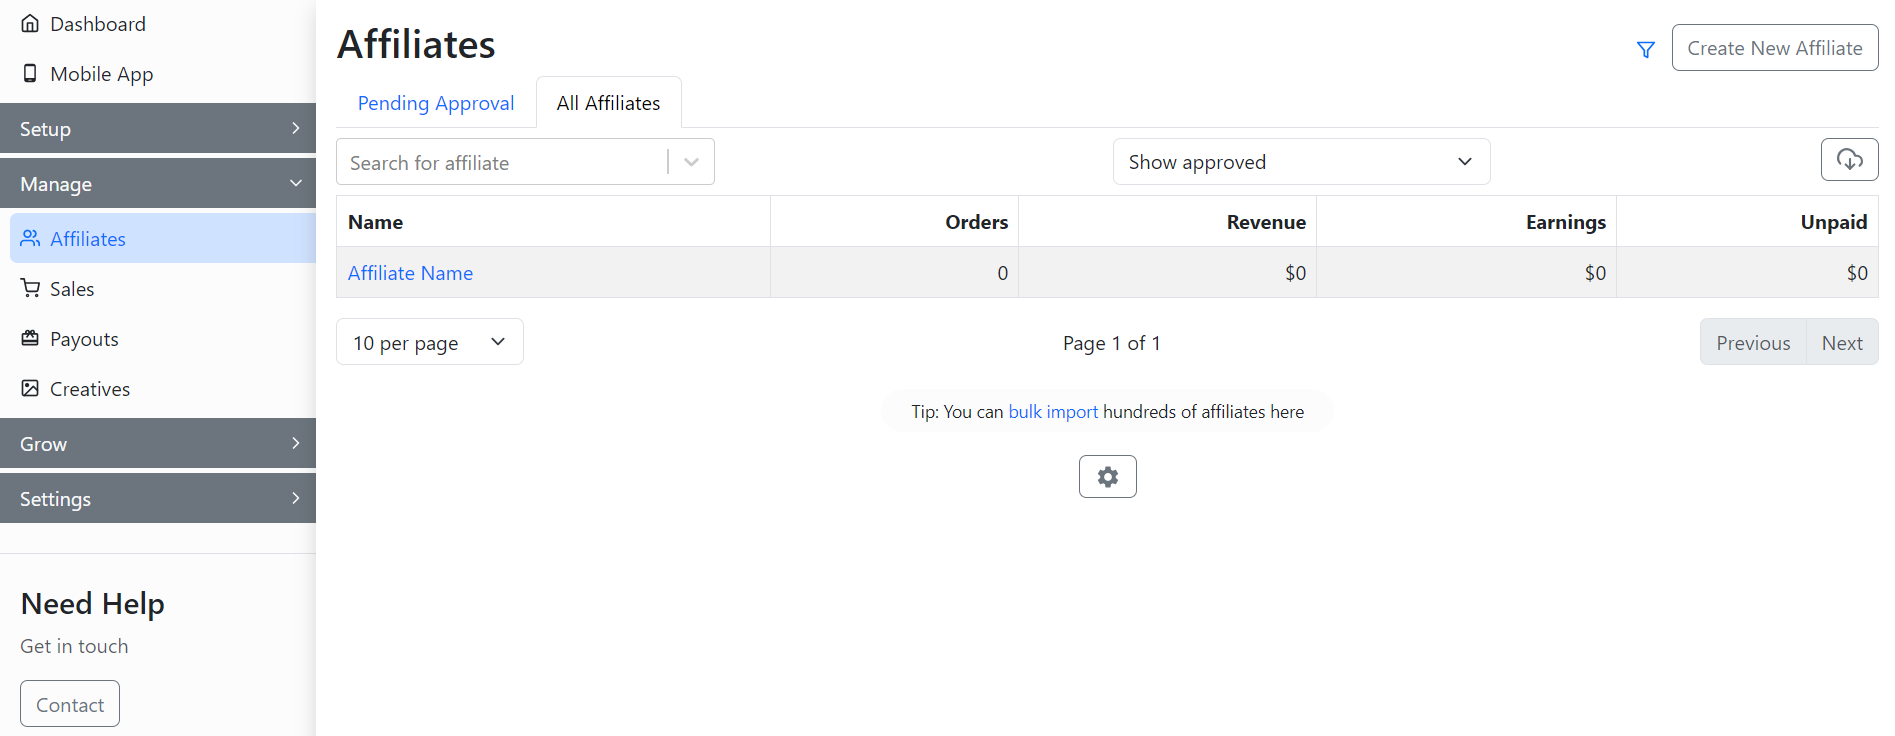 Dashboard
Mobile App
Setup
Manage
Affiliates
Sales
Payouts
Creatives
Grow
Settings
Need Help
Get in touch
Contact
Affiliates
Create New Affiliate
Pending Approval
All Affiliates
Search for affiliate
Show approved
Name Orders Revenue Earnings Unpaid
Affiliate Name 0 $0 $0 $0
10 per page
Page 1 of 1
Previous Next
Tip: You can bulk import hundreds of affiliates here